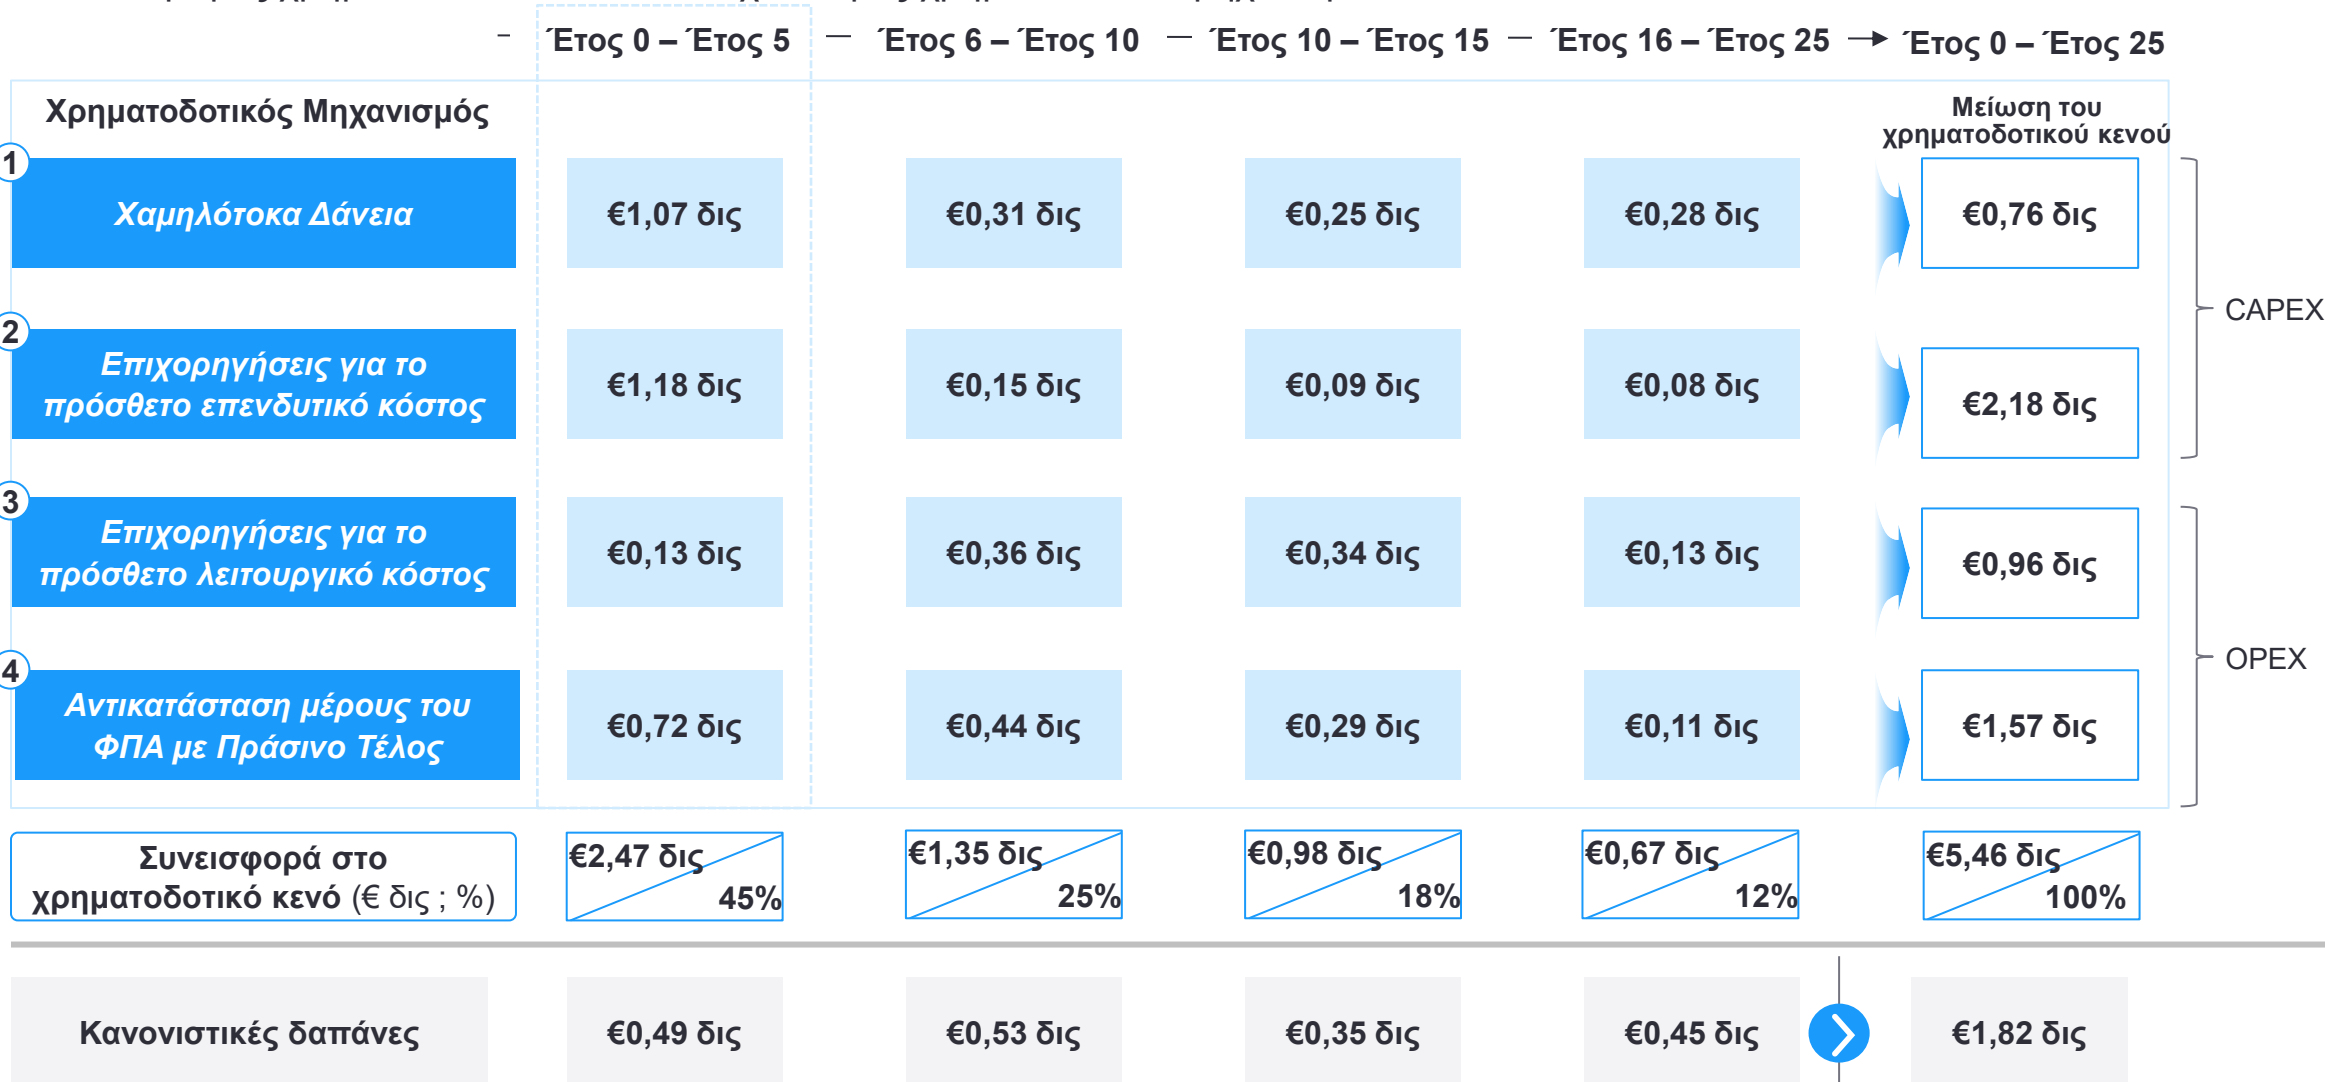 Έτος 0 – Έτος 5 — Έτος 6 – Έτος 10 — Έτος 10 – Έτος 15 — Έτος 16 – Έτος 25 → Έτος 0 – Έτος 25
Χρηματοδοτικός Μηχανισμός
Μείωση του
χρηματοδοτικού κενού
1
Χαμηλότοκα Δάνεια
€1,07 δις
€0,31 δις
€0,25 δις
€0,28 δις
€0,76 δις
CAPEX
2
Επιχορηγήσεις για το
πρόσθετο επενδυτικό κόστος
€1,18 δις
€0,15 δις
€0,09 δις
€0,08 δις
€2,18 δις
3
Επιχορηγήσεις για το
πρόσθετο λειτουργικό κόστος
€0,13 δις
€0,36 δις
€0,34 δις
€0,13 δις
€0,96 δις
OPEX
4
Αντικατάσταση μέρους του
ΦΠΑ με Πράσινο Τέλος
€0,72 δις
€0,44 δις
€0,29 δις
€0,11 δις
€1,57 δις
Συνεισφορά στο
χρηματοδοτικό κενό (€ δις ; %)
€2,47 δις
45%
€1,35 δις
25%
€0,98 δις
18%
€0,67 δις
12%
€5,46 δις
100%
Κανονιστικές δαπάνες
€0,49 δις
€0,53 δις
€0,35 δις
€0,45 δις
€1,82 δις